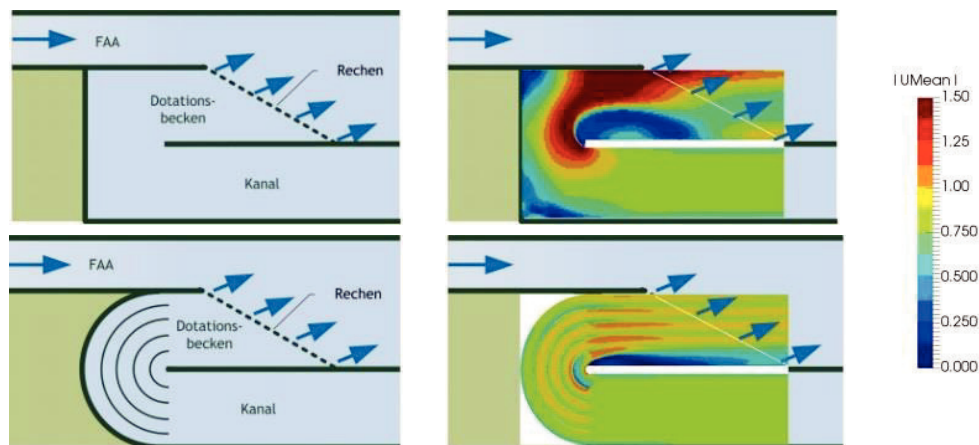 FAA
Rechen
Dotations-
becken
Kanal
| UMean |
1.50
1.25
1.00
0.750
0.500
0.250
0.000
FAA
Rechen
Dotations-
becken
Kanal